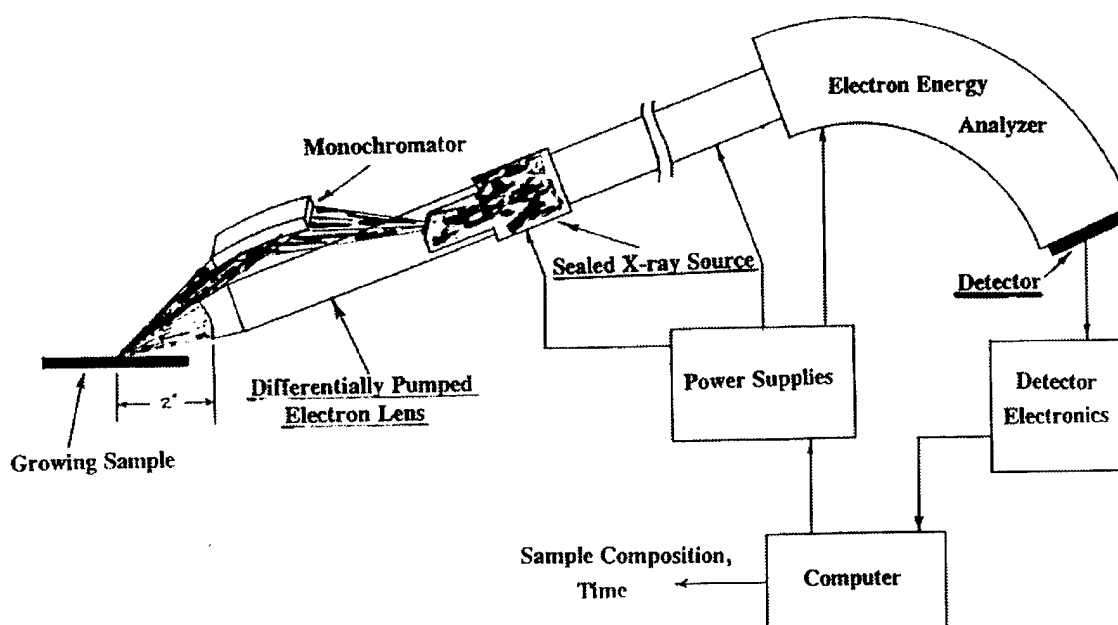 Electron Energy
Analyzer
Monochromator
Sealed X-ray Source
Detector
Differentially Pumped
Electron Lens
Power Supplies
Detector
Electronics
2"
Growing Sample
Sample Composition,
Time
Computer